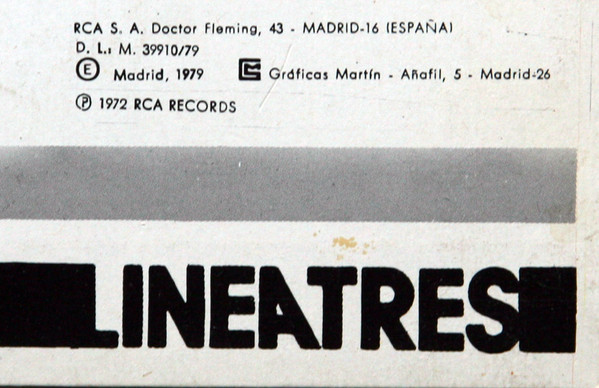 RCA S. A. Doctor Fleming, 43 - MADRID-16 (ESPAÑA)
D. L.: M. 39910/79
Ⓔ Madrid, 1979 Gráficas Martín - Añafil, 5 - Madrid-26
Ⓟ 1972 RCA RECORDS
LINEATRES